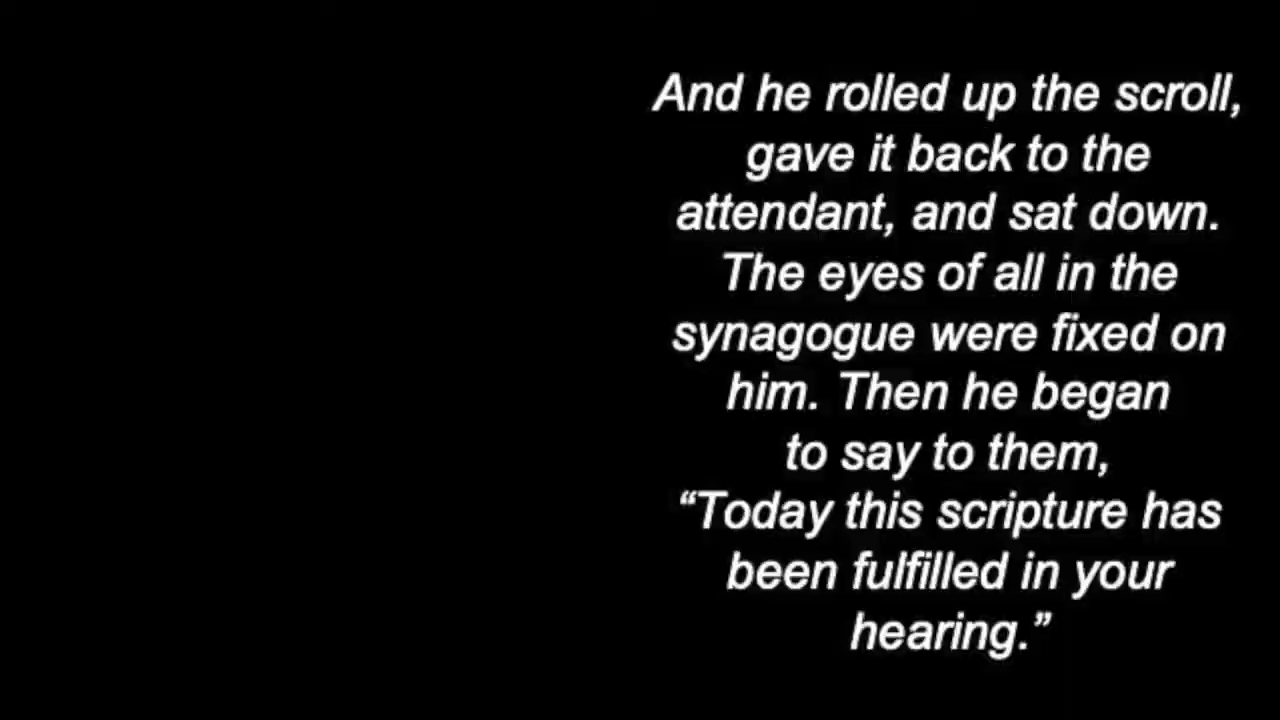 And he rolled up the scroll,
gave it back to the
attendant, and sat down.
The eyes of all in the
synagogue were fixed on
him. Then he began
to say to them,
“Today this scripture has
been fulfilled in your
hearing.”